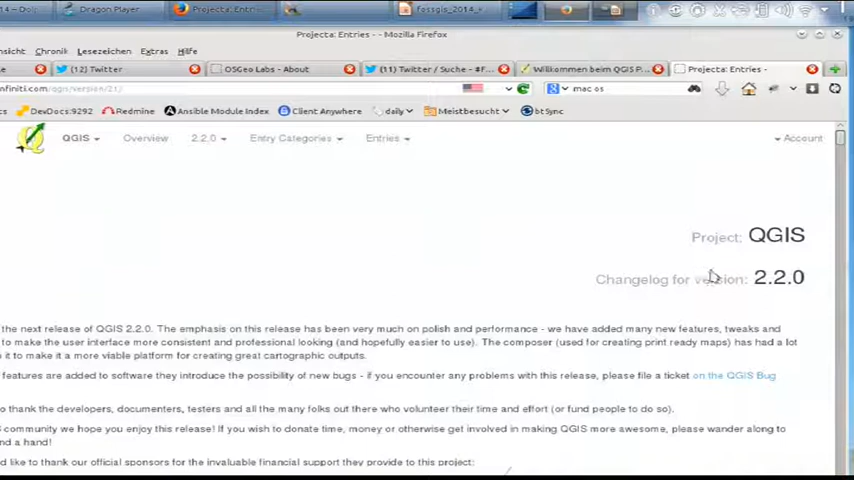 Dragon Player Projecta: Entri fossgis_2014_
Projecta: Entries - - Mozilla Firefox
nsicht Chronik Lesezeichen Extras Hilfe
(12) Twitter OSGeo Labs - About (11) Twitter / Suche - #F... Willkommen beim QGIS P... Projecta: Entries -
nfiniti.com/qgis/version/21/ mac os
DevDocs:9292 Redmine Ansible Module Index Client Anywhere daily Meistbesucht btSync
QGIS Overview 2.2.0 Entry Categories Entries Account
Project: QGIS
Changelog for version: 2.2.0
the next release of QGIS 2.2.0. The emphasis on this release has been very much on polish and performance - we have added many new features, tweaks and
to make the user interface more consistent and professional looking (and hopefully easier to use). The composer (used for creating print ready maps) has had a lot
it to make it a more viable platform for creating great cartographic outputs.
features are added to software they introduce the possibility of new bugs - if you encounter any problems with this release, please file a ticket on the QGIS Bug
o thank the developers, documenters, testers and all the many folks out there who volunteer their time and effort (or fund people to do so).
S community we hope you enjoy this release! If you wish to donate time, money or otherwise get involved in making QGIS more awesome, please wander along to
nd a hand!
d like to thank our official sponsors for the invaluable financial support they provide to this project: